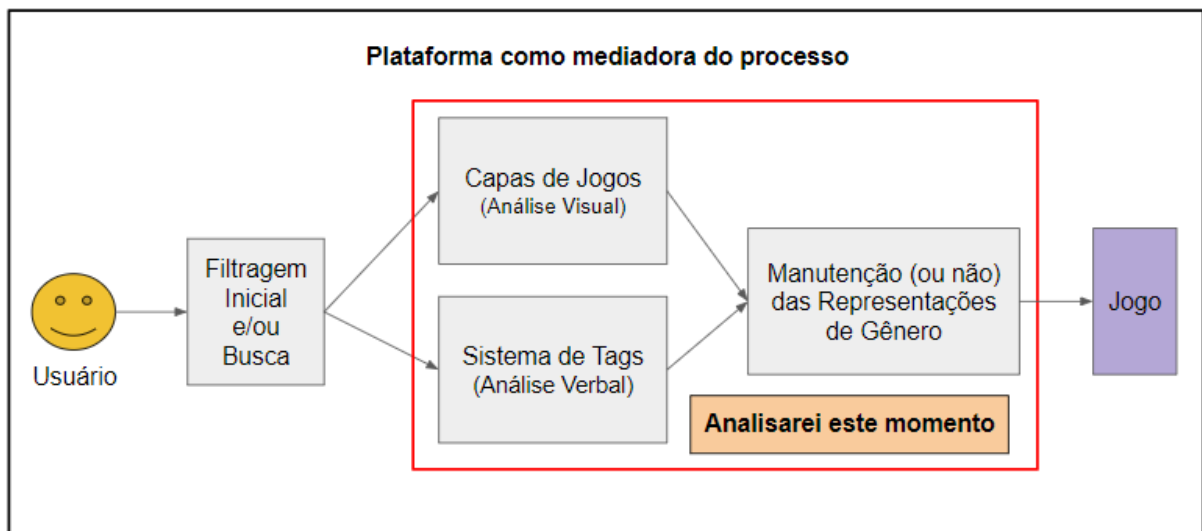 Plataforma como mediadora do processo
Usuário
Filtragem
Inicial
e/ou
Busca
Capas de Jogos
(Análise Visual)
Sistema de Tags
(Análise Verbal)
Manutenção (ou não)
das Representações
de Gênero
Analisarei este momento
Jogo